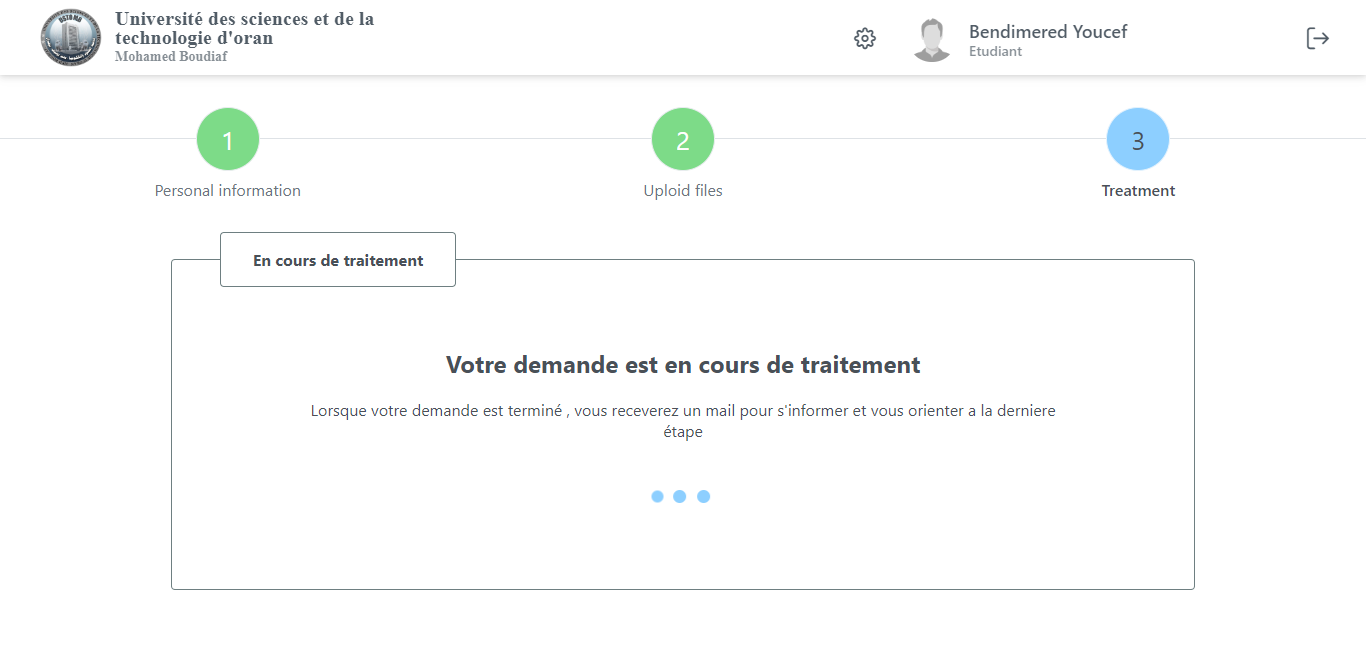 Université des sciences et de la
technologie d'oran
Mohamed Boudiaf
Bendimered Youcef
Etudiant
1
2
3
Personal information
Uploid files
Treatment
En cours de traitement
Votre demande est en cours de traitement
Lorsque votre demande est terminé , vous receverez un mail pour s'informer et vous orienter a la derniere
étape